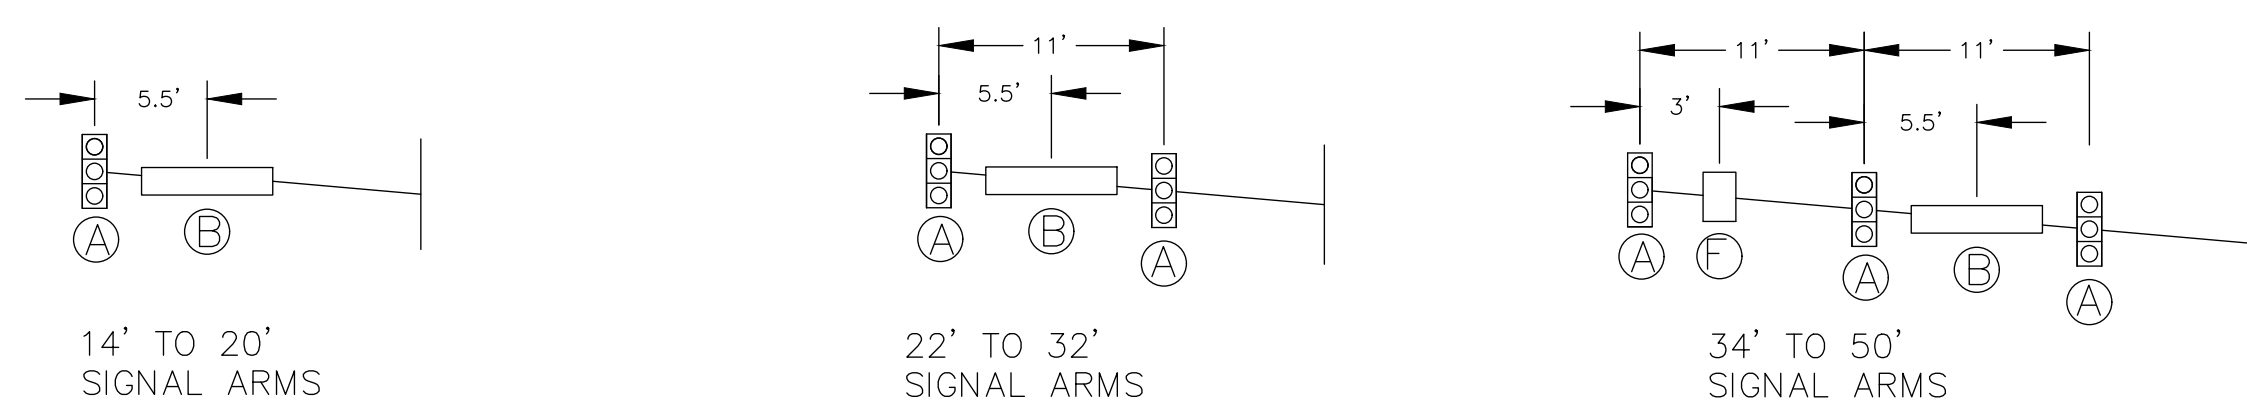 5.5'
A
B
14' TO 20'
SIGNAL ARMS
11'
5.5'
A
B
A
22' TO 32'
SIGNAL ARMS
11'
11'
3'
5.5'
A
F
A
B
A
34' TO 50'
SIGNAL ARMS